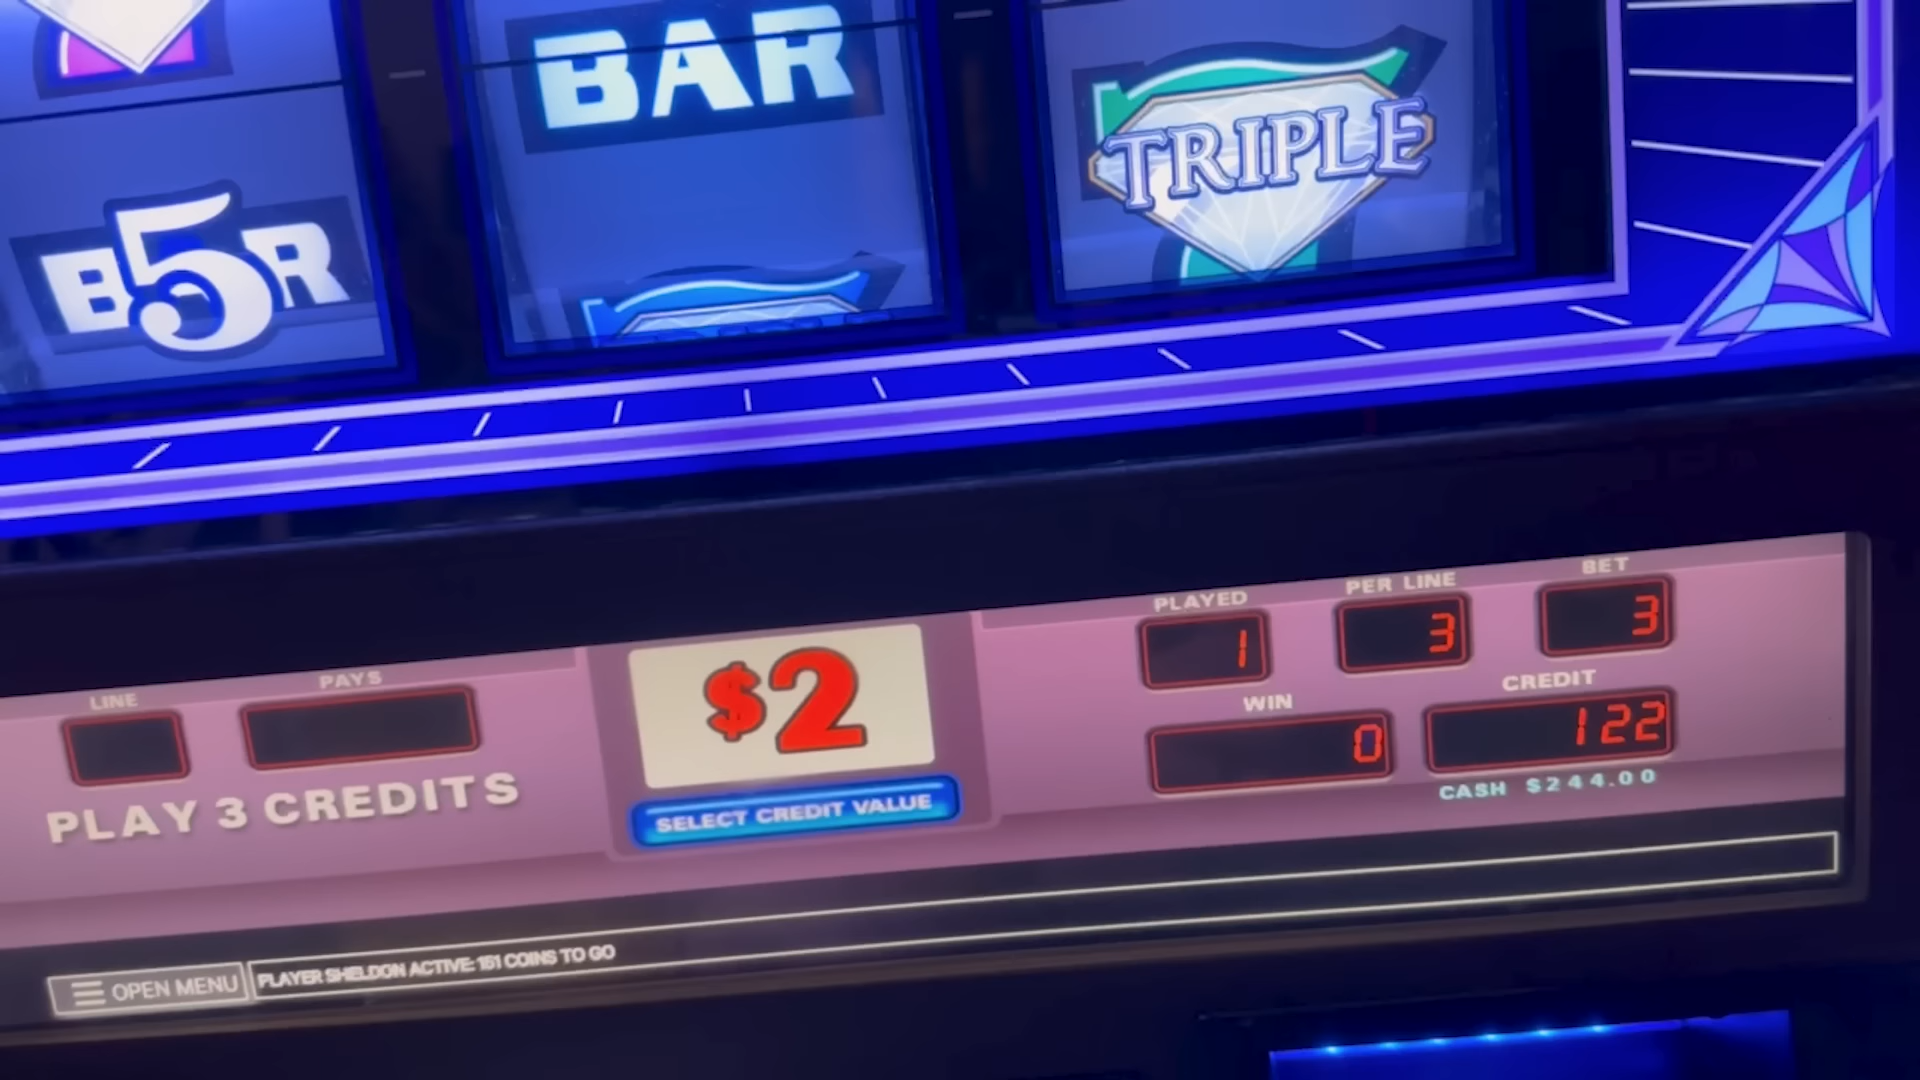 BAR
TRIPLE
B5R
LINE
PAYS
PLAY 3 CREDITS
$2
SELECT CREDIT VALUE
PLAYED
1
PER LINE
3
BET
3
WIN
0
CREDIT
122
CASH $244.00
OPEN MENU
PLAYER SHELDON ACTIVE: 151 COINS TO GO